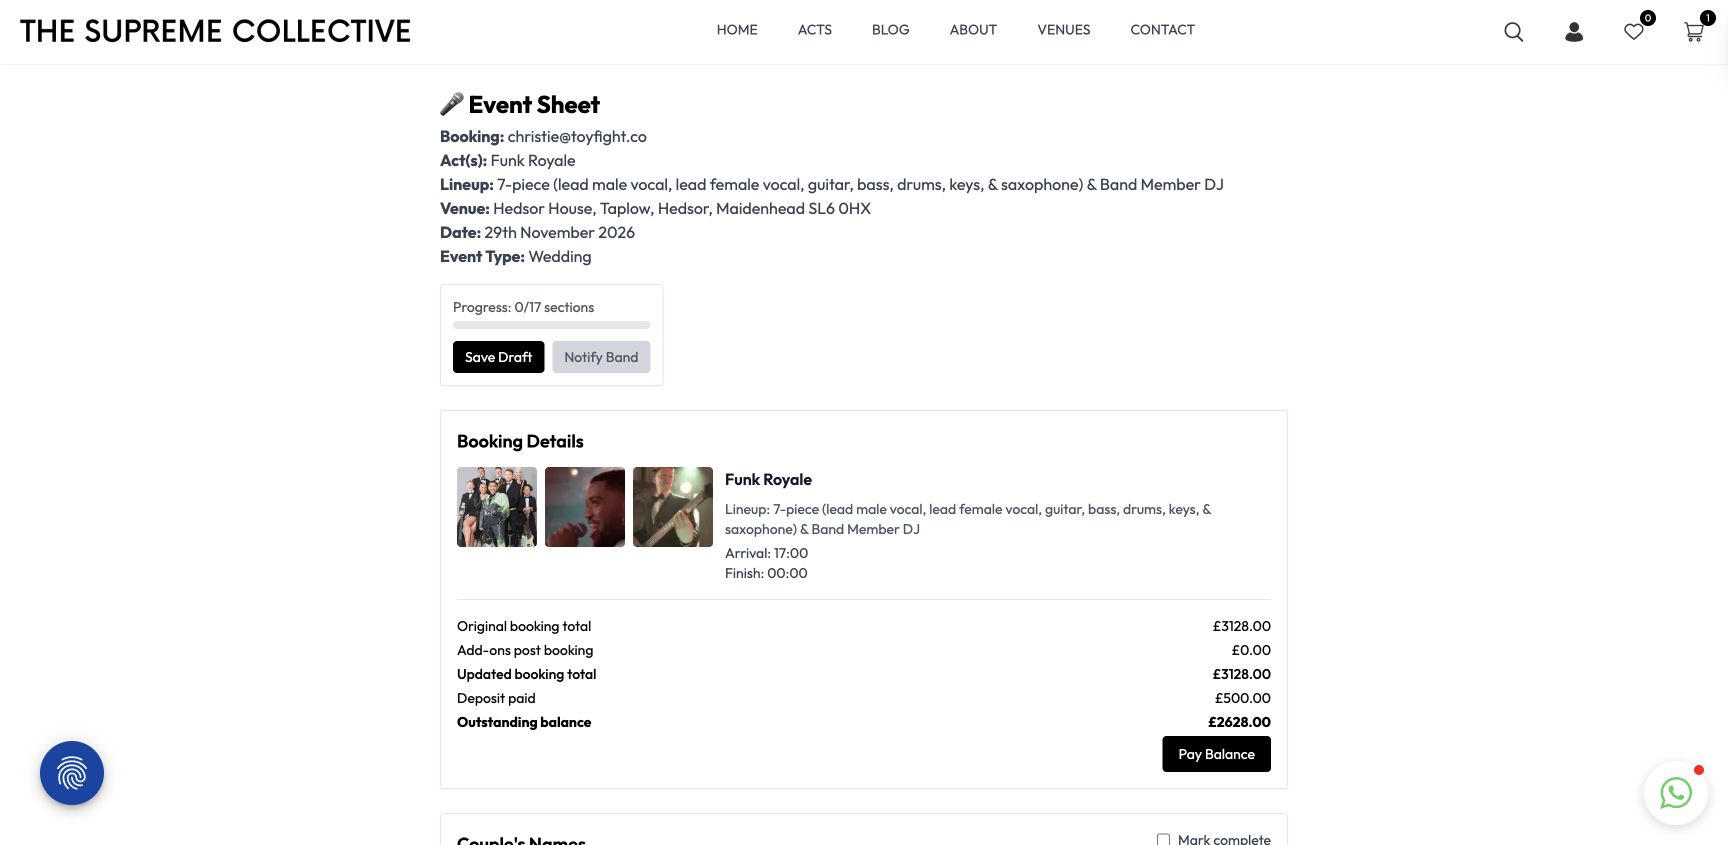 THE SUPREME COLLECTIVE
HOME ACTS BLOG ABOUT VENUES CONTACT
0
1
Event Sheet
Booking: christie@toyfight.co
Act(s): Funk Royale
Lineup: 7-piece (lead male vocal, lead female vocal, guitar, bass, drums, keys, & saxophone) & Band Member DJ
Venue: Hedsor House, Taplow, Hedsor, Maidenhead SL6 0HX
Date: 29th November 2026
Event Type: Wedding
Progress: 0/17 sections
Save Draft Notify Band
Booking Details
Funk Royale
Lineup: 7-piece (lead male vocal, lead female vocal, guitar, bass, drums, keys, &
saxophone) & Band Member DJ
Arrival: 17:00
Finish: 00:00
Original booking total £3128.00
Add-ons post booking £0.00
Updated booking total £3128.00
Deposit paid £500.00
Outstanding balance £2628.00
Pay Balance
Couple's Names Mark complete